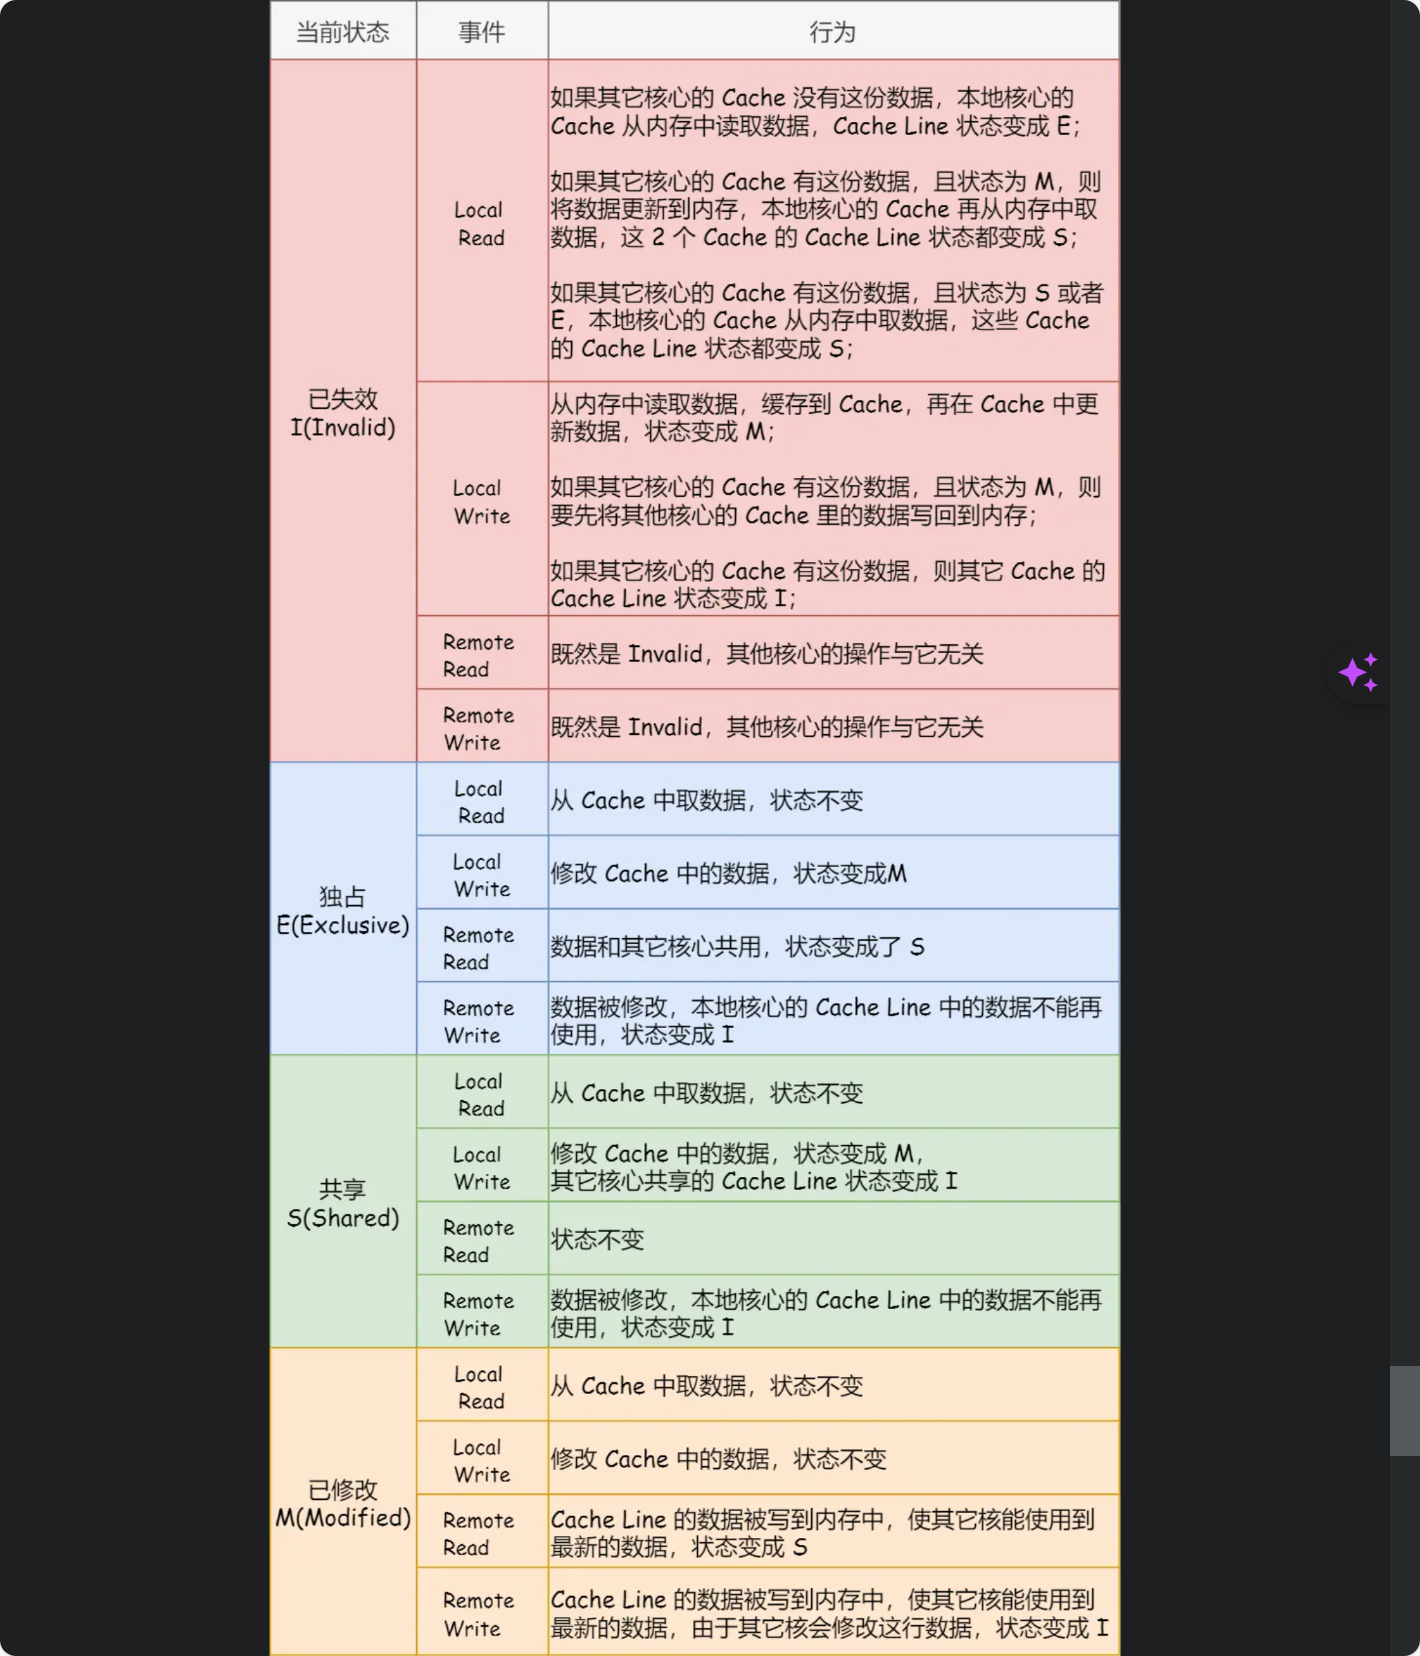 当前状态 事件 行为
如果其它核心的 Cache 没有这份数据，本地核心的
Cache 从内存中读取数据，Cache Line 状态变成 E；
如果其它核心的 Cache 有这份数据，且状态为 M，则
将数据更新到内存，本地核心的 Cache 再从内存中取
数据，这 2 个 Cache 的 Cache Line 状态都变成 S；
如果其它核心的 Cache 有这份数据，且状态为 S 或者
E，本地核心的 Cache 从内存中取数据，这些 Cache
的 Cache Line 状态都变成 S；
Local
Read
已失效
I(Invalid)
从内存中读取数据，缓存到 Cache，再在 Cache 中更
新数据，状态变成 M；
如果其它核心的 Cache 有这份数据，且状态为 M，则
要先将其他核心的 Cache 里的数据写回到内存；
如果其它核心的 Cache 有这份数据，则其它 Cache 的
Cache Line 状态变成 I；
Local
Write
Remote
Read
既然是 Invalid，其他核心的操作与它无关
Remote
Write
既然是 Invalid，其他核心的操作与它无关
独占
E(Exclusive)
Local
Read
从 Cache 中取数据，状态不变
Local
Write
修改 Cache 中的数据，状态变成M
Remote
Read
数据和其它核心共用，状态变成了 S
Remote
Write
数据被修改，本地核心的 Cache Line 中的数据不能再
使用，状态变成 I
共享
S(Shared)
Local
Read
从 Cache 中取数据，状态不变
Local
Write
修改 Cache 中的数据，状态变成 M，
其它核心共享的 Cache Line 状态变成 I
Remote
Read
状态不变
Remote
Write
数据被修改，本地核心的 Cache Line 中的数据不能再
使用，状态变成 I
已修改
M(Modified)
Local
Read
从 Cache 中取数据，状态不变
Local
Write
修改 Cache 中的数据，状态不变
Remote
Read
Cache Line 的数据被写到内存中，使其它核能使用到
最新的数据，状态变成 S
Remote
Write
Cache Line 的数据被写到内存中，使其它核能使用到
最新的数据，由于其它核会修改这行数据，状态变成 I